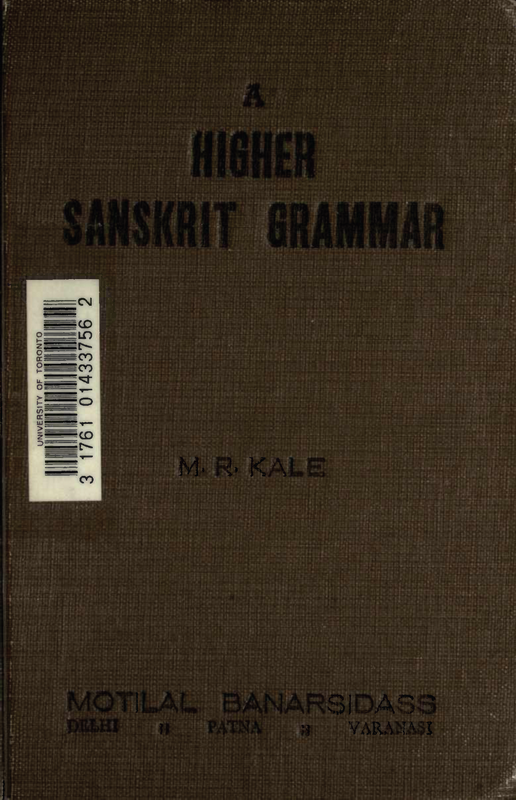 A
HIGHER
SANSKRIT GRAMMAR
UNIVERSITY OF TORONTO
3 1761 01433756 2
M. R. KALE
MOTILAL BANARSIDASS
DELHI :: PATNA :: VARANASI